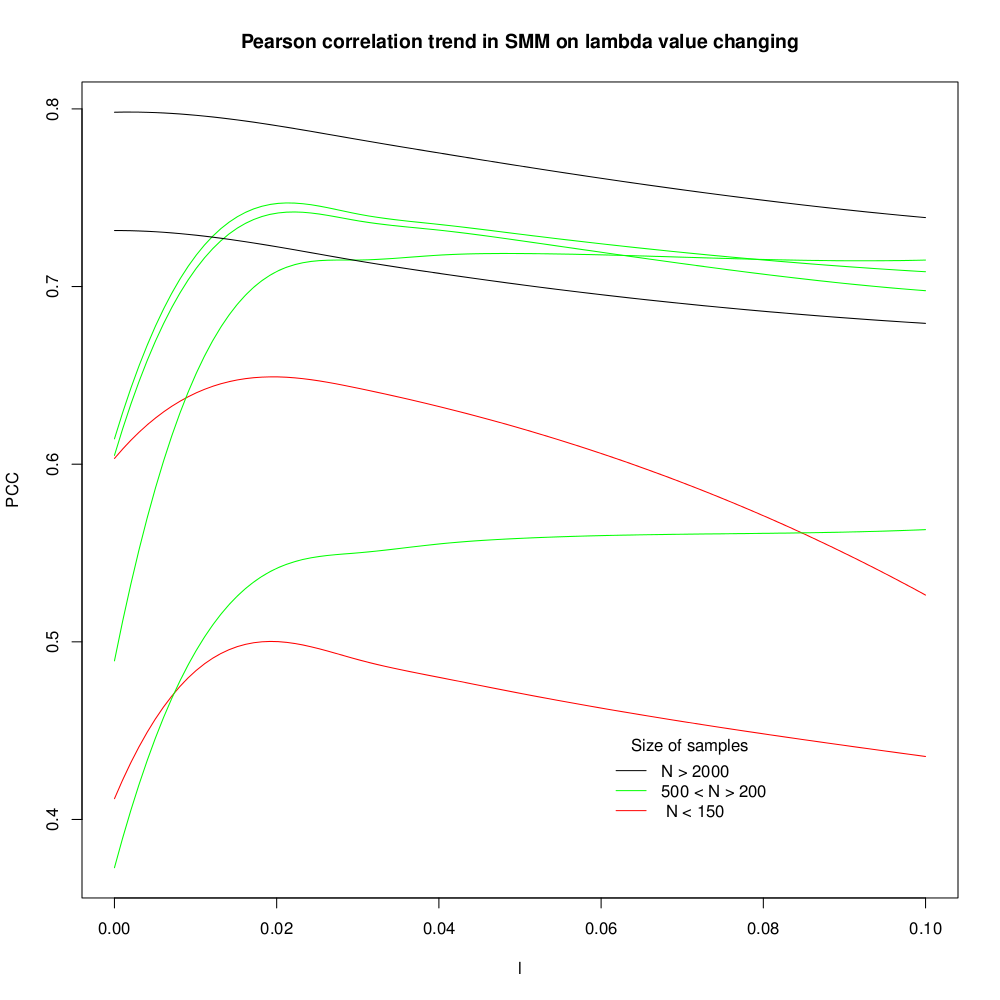 Pearson correlation trend in SMM on lambda value changing
0.8
0.7
0.6
0.5
0.4
PCC
Size of samples
N > 2000
500 < N > 200
N < 150
0.00 0.02 0.04 0.06 0.08 0.10
l